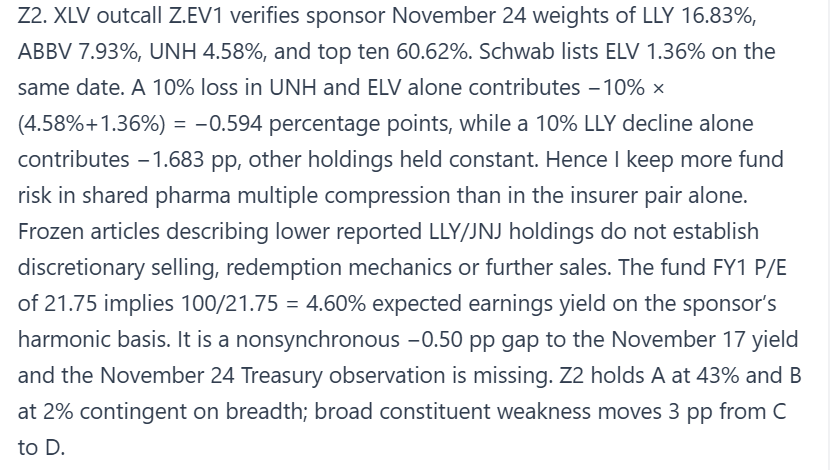 Z2. XLV outcall Z.EV1 verifies sponsor November 24 weights of LLY 16.83%,
ABBV 7.93%, UNH 4.58%, and top ten 60.62%. Schwab lists ELV 1.36% on the
same date. A 10% loss in UNH and ELV alone contributes −10% ×
(4.58%+1.36%) = −0.594 percentage points, while a 10% LLY decline alone
contributes −1.683 pp, other holdings held constant. Hence I keep more fund
risk in shared pharma multiple compression than in the insurer pair alone.
Frozen articles describing lower reported LLY/JNJ holdings do not establish
discretionary selling, redemption mechanics or further sales. The fund FY1 P/E
of 21.75 implies 100/21.75 = 4.60% expected earnings yield on the sponsor’s
harmonic basis. It is a nonsynchronous −0.50 pp gap to the November 17 yield
and the November 24 Treasury observation is missing. Z2 holds A at 43% and B
at 2% contingent on breadth; broad constituent weakness moves 3 pp from C
to D.